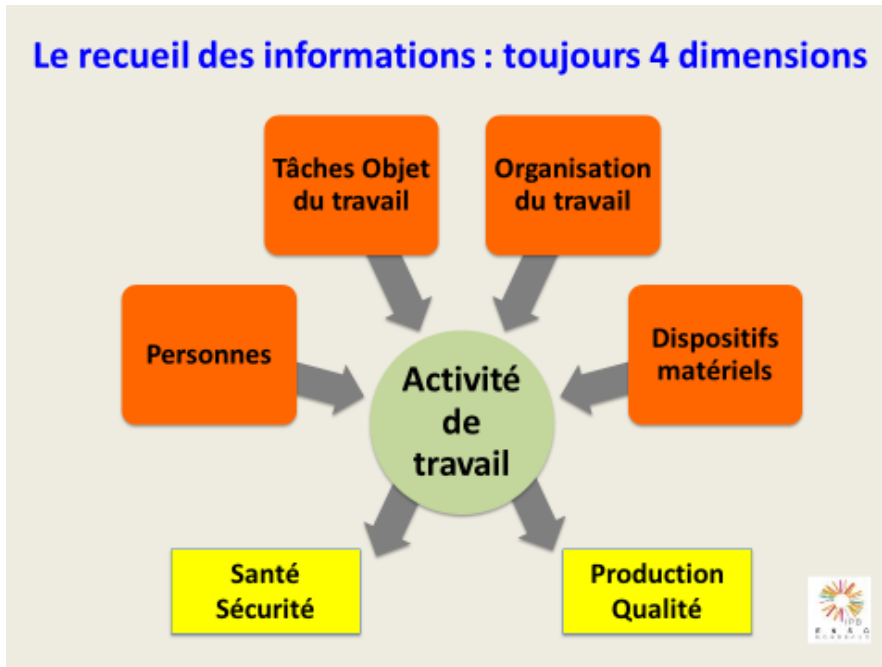 Le recueil des informations : toujours 4 dimensions
Tâches Objet
du travail
Organisation
du travail
Personnes
Dispositifs
matériels
Activité
de
travail
Santé
Sécurité
Production
Qualité
IPB